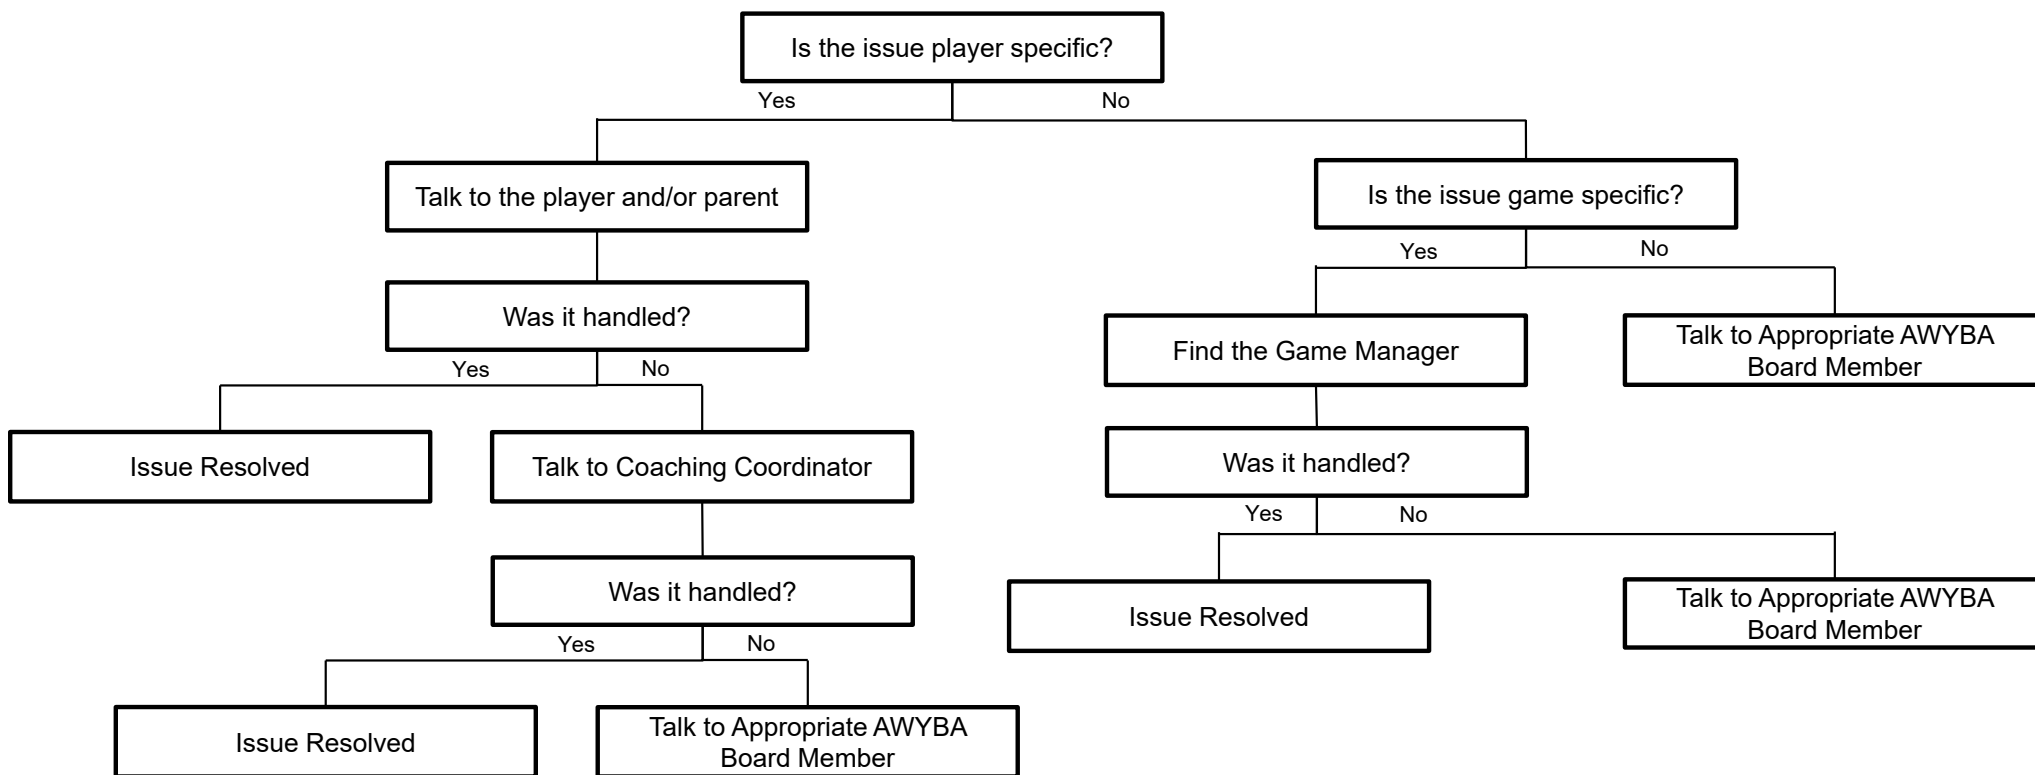 Is the issue player specific?
Yes
No
Talk to the player and/or parent
Is the issue game specific?
Yes
No
Was it handled?
Find the Game Manager
Talk to Appropriate AWYBA
Board Member
Yes
No
Issue Resolved
Talk to Coaching Coordinator
Was it handled?
Yes
No
Was it handled?
Issue Resolved
Talk to Appropriate AWYBA
Board Member
Yes
No
Issue Resolved
Talk to Appropriate AWYBA
Board Member